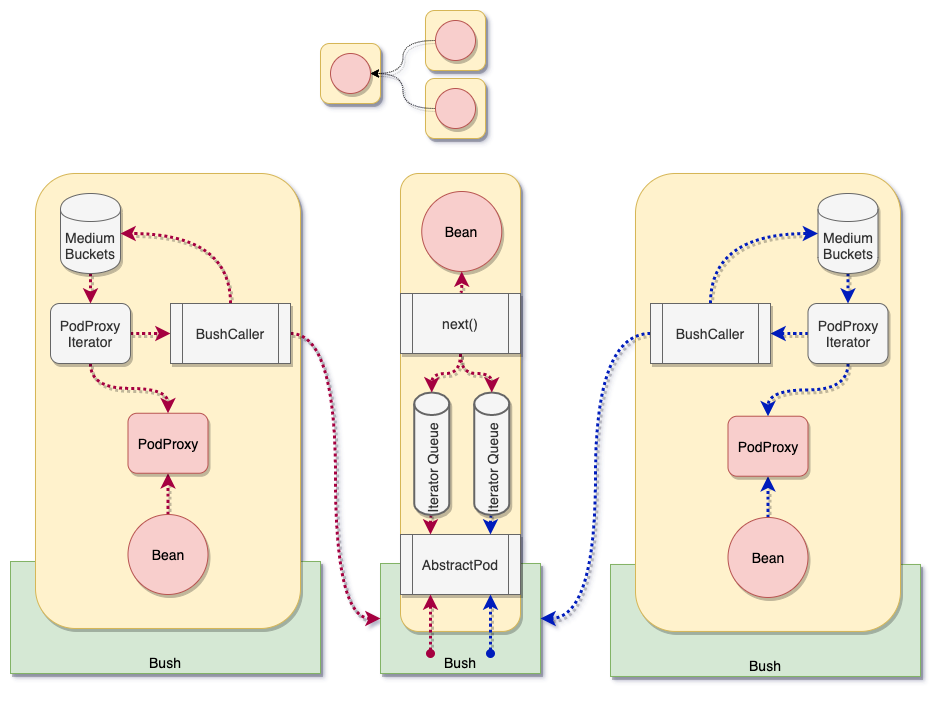 Medium
Buckets
PodProxy
Iterator
BushCaller
PodProxy
Bean
Bush
Bean
next()
Iterator Queue
Iterator Queue
AbstractPod
Bush
Medium
Buckets
BushCaller
PodProxy
Iterator
PodProxy
Bean
Bush